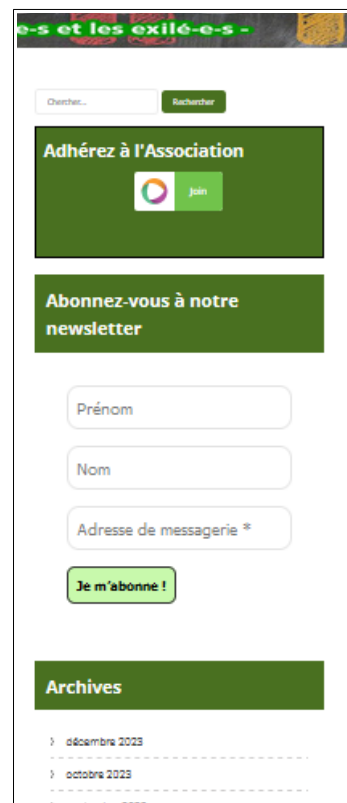 e-s et les exilé-e-s -
Chercher...
Rechercher
Adhérez à l'Association
Join
Abonnez-vous à notre
newsletter
Prénom
Nom
Adresse de messagerie *
Je m'abonne !
Archives
décembre 2023
octobre 2023